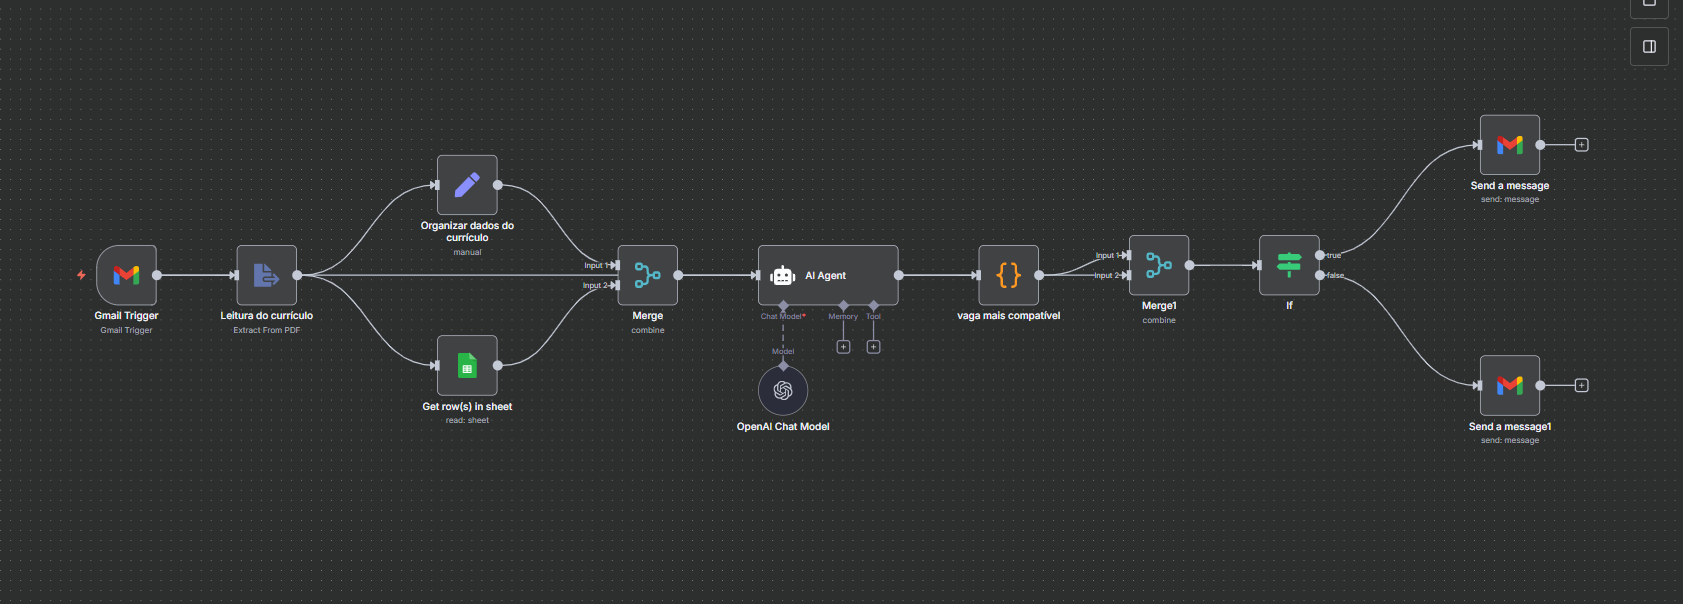 Send a message
send: message
Organizar dados do
currículo
manual
Input 1
Input 2
Gmail Trigger
Gmail Trigger
Leitura do currículo
Extract From PDF
Merge
combine
AI Agent
Chat Model*
Memory
Tool
Model
OpenAI Chat Model
vaga mais compatível
Input 1
Input 2
Merge1
combine
If
true
false
Get row(s) in sheet
read: sheet
Send a message1
send: message